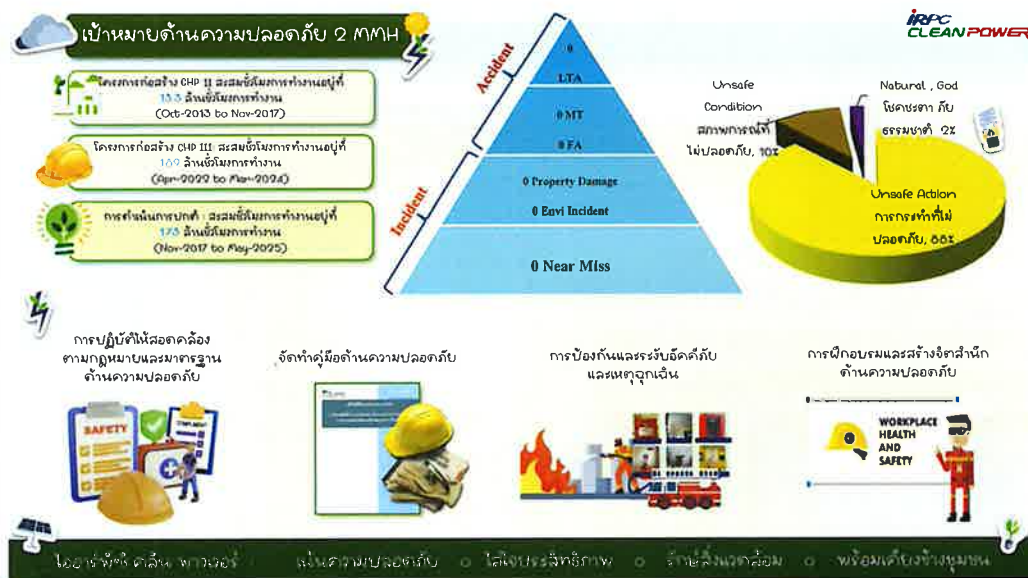 เป้าหมายด้านความปลอดภัย 2 MMH
IRPC
CLEAN POWER
โครงการก่อสร้าง CHP II สะสมชั่วโมงการทำงานอยู่ที่
ล้านชั่วโมงการทำงาน
(Oct-2013 to Nov-2017)
โครงการก่อสร้าง CHP III สะสมชั่วโมงการทำงานอยู่ที่
ล้านชั่วโมงการทำงาน
(Apr-2022 to Mar-2024)
การดำเนินการปกติ : สะสมชั่วโมงการทำงานอยู่ที่
ล้านชั่วโมงการทำงาน
(Nov-2017 to May-2025)
Accident
Incident
0
LTA
0 MT
0 FA
0 Property Damage
0 Envi Incident
0 Near Miss
Unsafe
Condition
สภาพการณ์ที่
ไม่ปลอดภัย, 10%
Natural , God
โชคชะตา ภัย
ธรรมชาติ 2%
Unsafe Action
การกระทำที่ไม่
ปลอดภัย, 88%
การปฏิบัติให้สอดคล้อง
ตามกฎหมายและมาตรฐาน
ด้านความปลอดภัย
SAFETY
จัดทำคู่มือด้านความปลอดภัย
การป้องกันและระงับอัคคีภัย
และเหตุฉุกเฉิน
การฝึกอบรมและสร้างจิตสำนึก
ด้านความปลอดภัย
WORKPLACE
HEALTH
AND
SAFETY
ไออาร์พีซี คลีน พาวเวอร์ เน้นความปลอดภัย o ใส่ใจประสิทธิภาพ o รักษ์สิ่งแวดล้อม o พร้อมเคียงข้างชุมชน